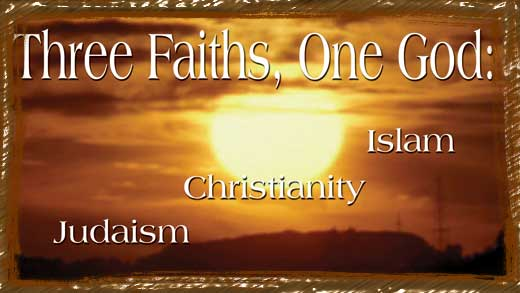 Three Faiths, One God:
Islam
Christianity
Judaism